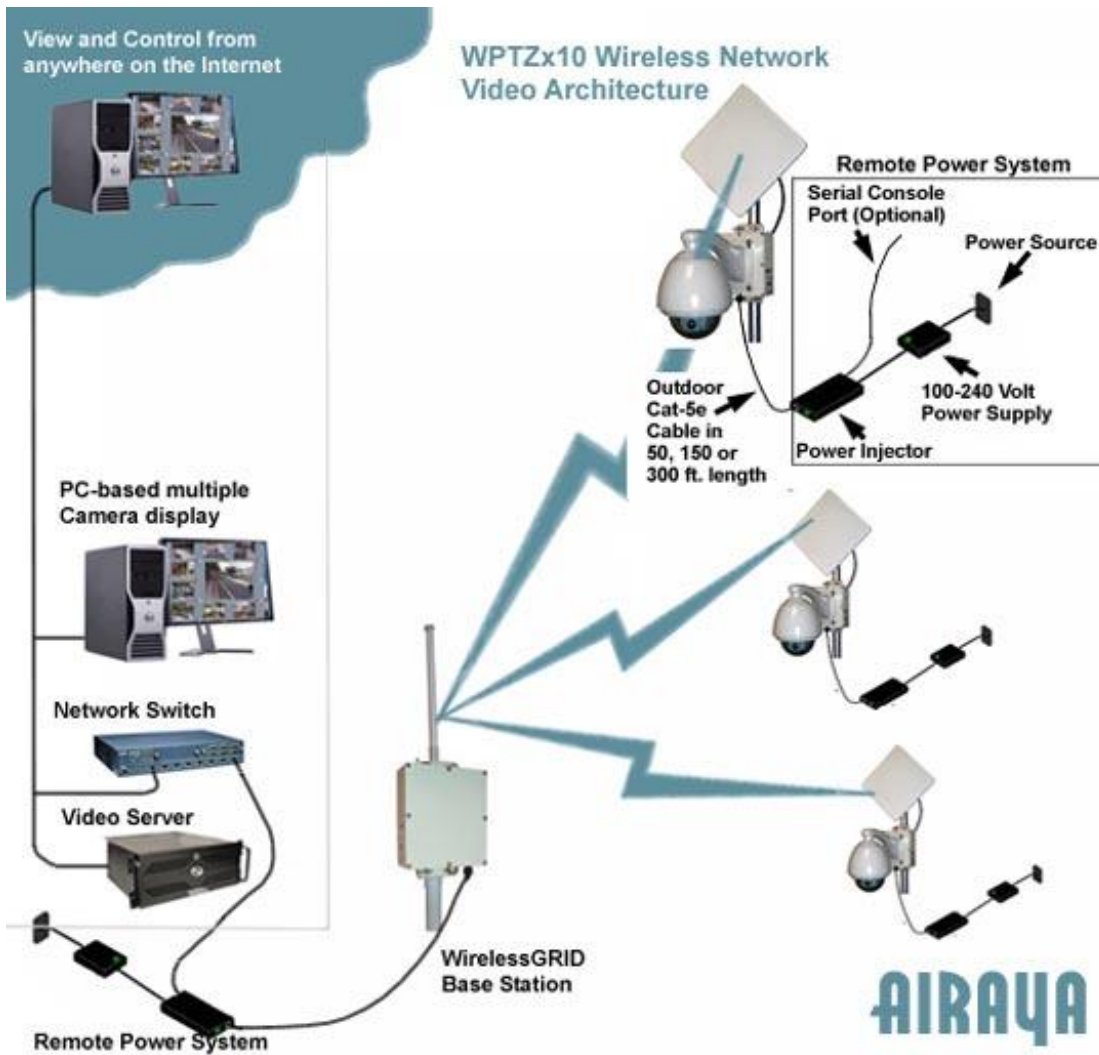 View and Control from
anywhere on the Internet
WPTZx10 Wireless Network
Video Architecture
Remote Power System
Serial Console
Port (Optional)
Power Source
Outdoor
Cat-5e
Cable in
50, 150 or
300 ft. length
100-240 Volt
Power Supply
Power Injector
PC-based multiple
Camera display
Network Switch
Video Server
WirelessGRID
Base Station
Remote Power System
AIRAYA